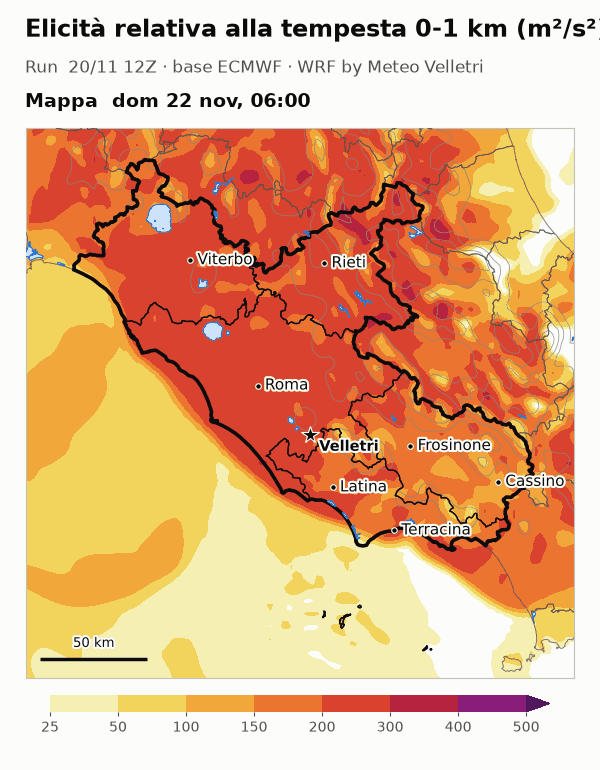 Elicità relativa alla tempesta 0-1 km (m²/s²)
Run 20/11 12Z · base ECMWF · WRF by Meteo Velletri
Mappa dom 22 nov, 06:00
Viterbo
Rieti
Roma
Velletri
Frosinone
Cassino
Latina
Terracina
50 km
25 50 100 150 200 300 400 500